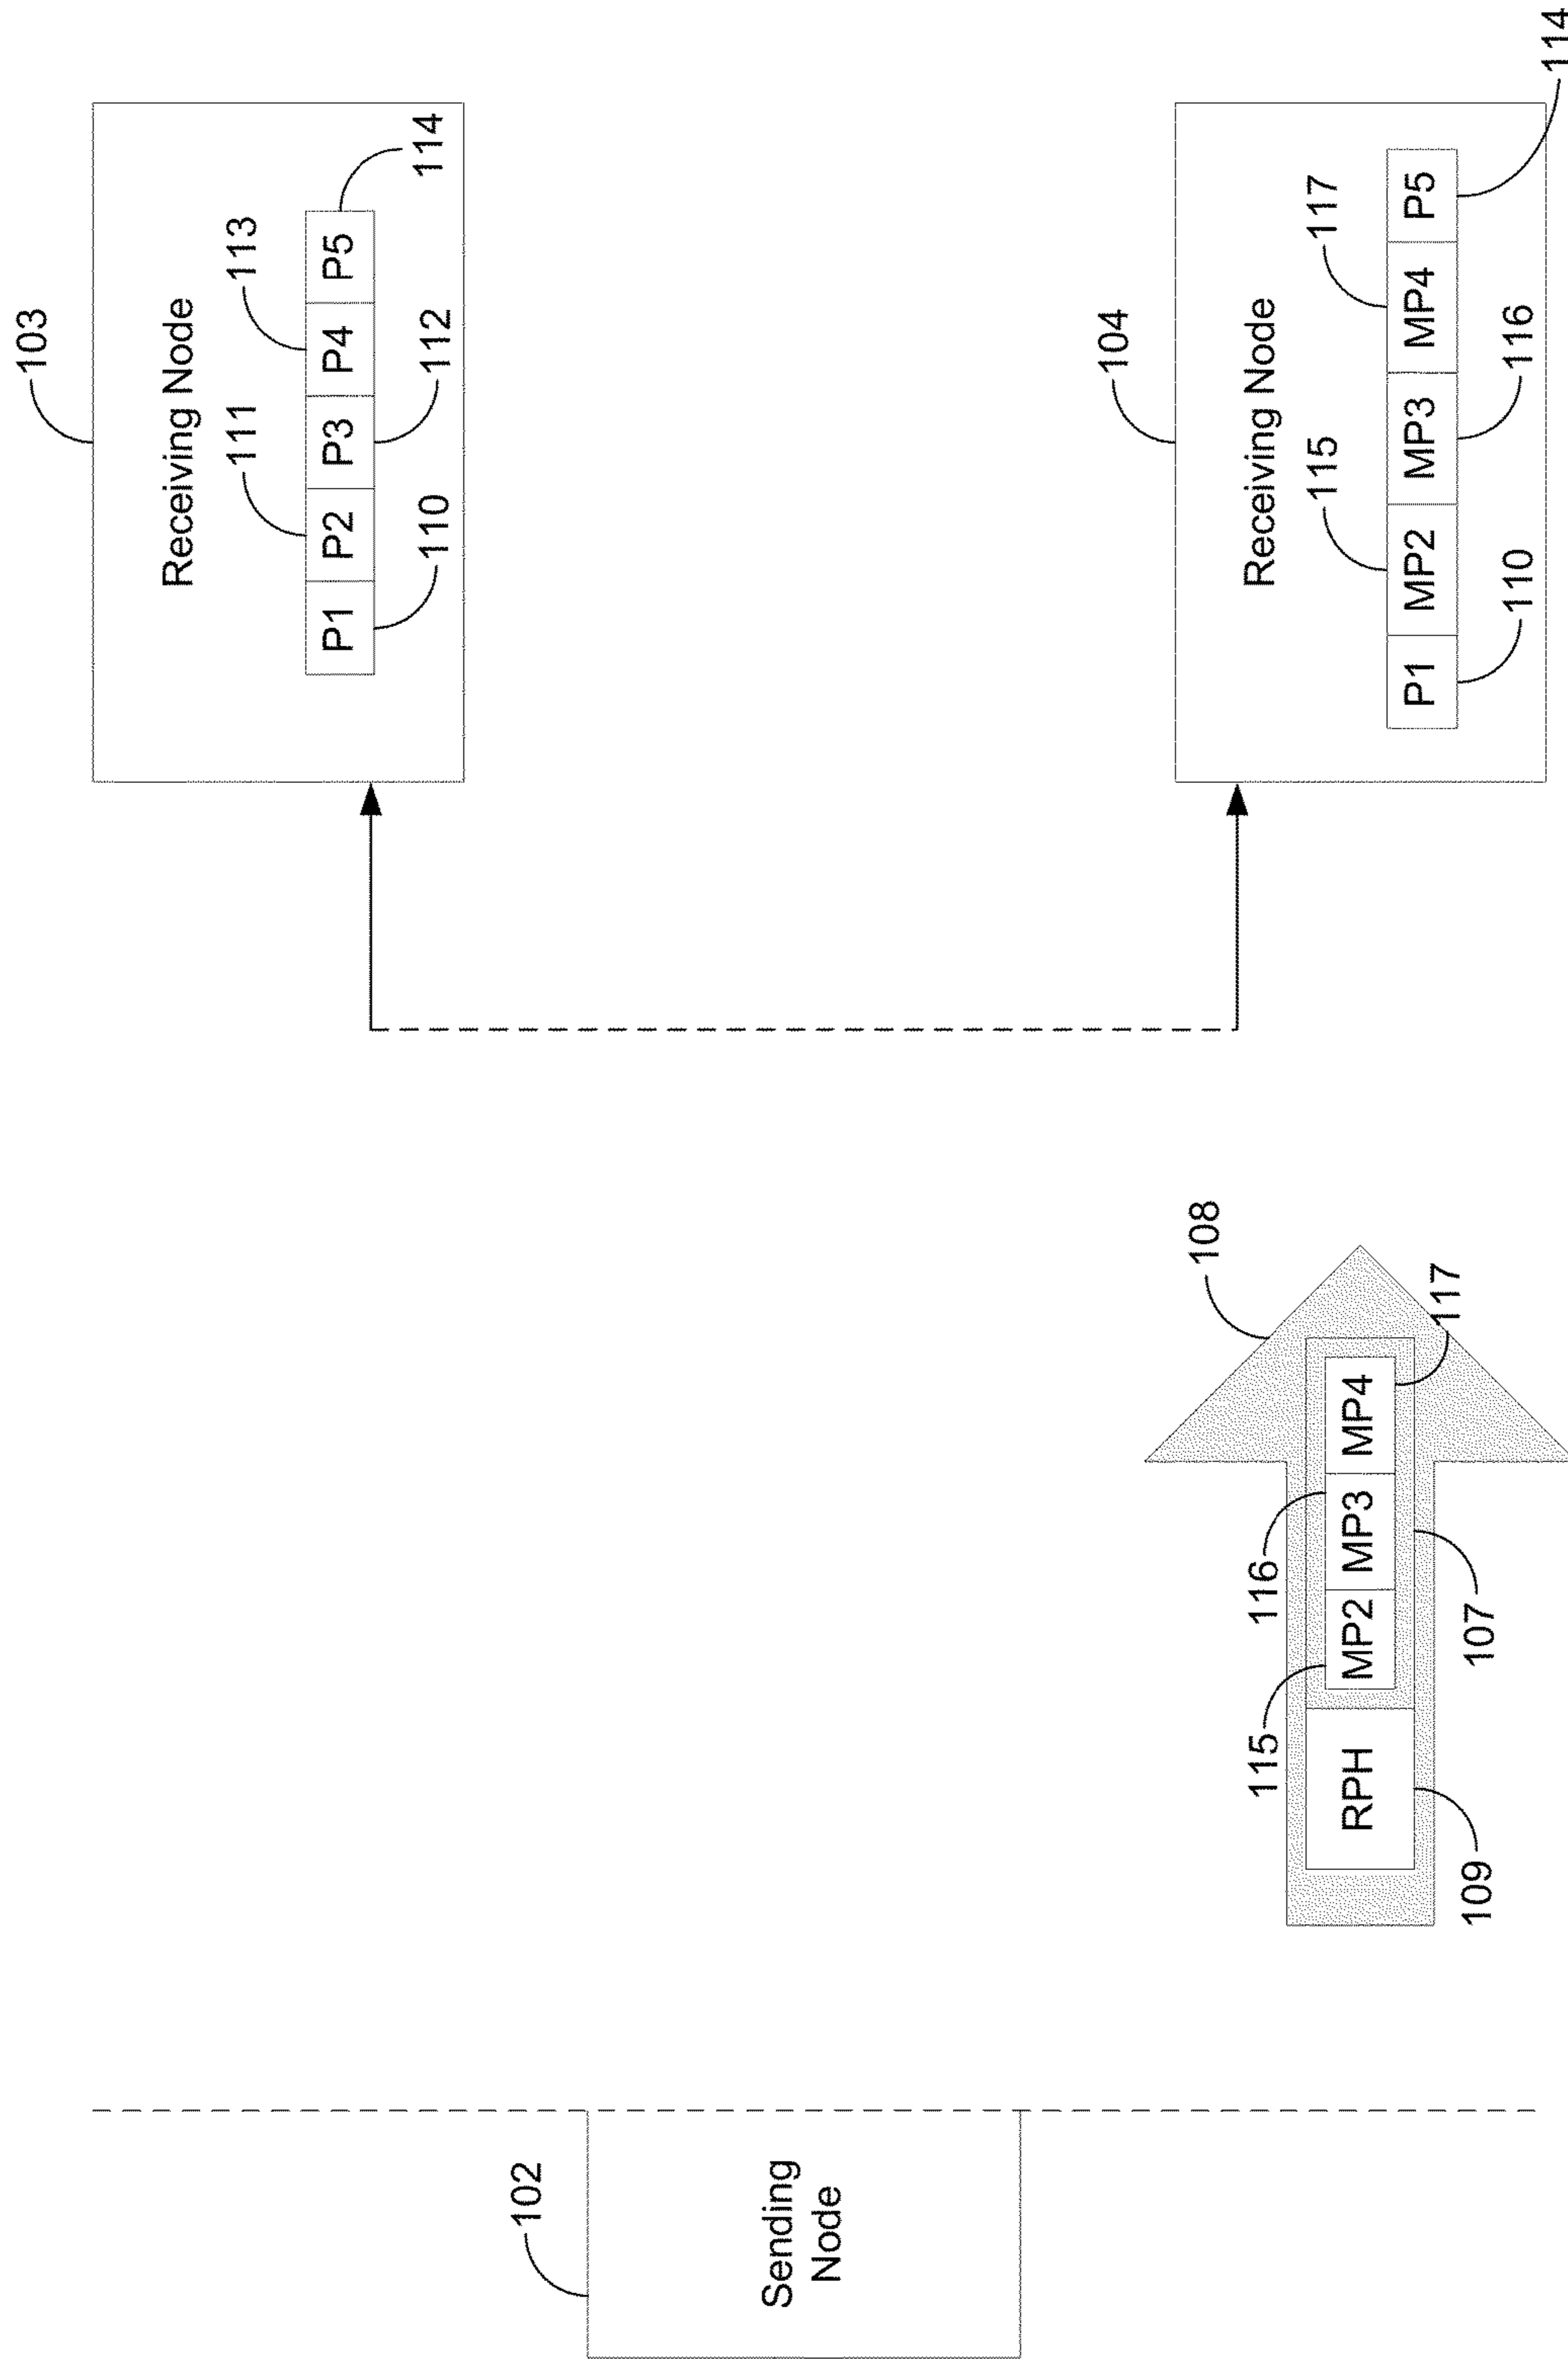 103
Receiving Node
111
113
P1 P2 P3 P4 P5
110
112
114
104
Receiving Node
115
117
P1 MP2 MP3 MP4 P5
110
116
114
102
Sending
Node
108
115
116
RPH MP2 MP3 MP4
109
107
117